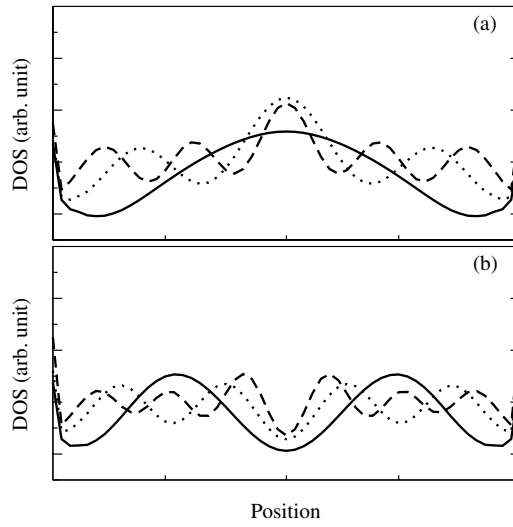 (a)
DOS (arb. unit)
(b)
DOS (arb. unit)
Position